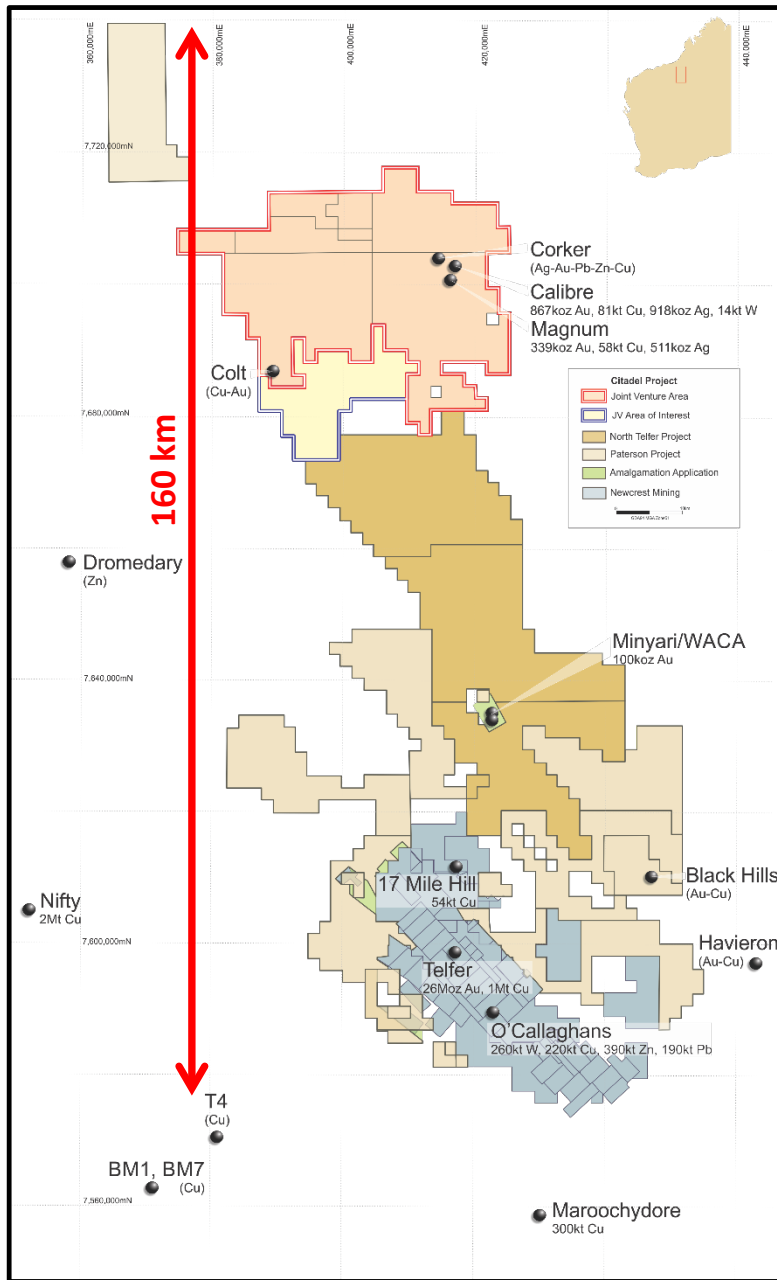 360,000mE
380,000mE
400,000mE
420,000mE
440,000mE
7,720,000mN
Corker
(Ag-Au-Pb-Zn-Cu)
Calibre
867koz Au, 81kt Cu, 918koz Ag, 14kt W
Magnum
339koz Au, 58kt Cu, 511koz Ag
Colt
(Cu-Au)
Citadel Project
Joint Venture Area
JV Area of Interest
North Telfer Project
Paterson Project
Amalgamation Application
Newcrest Mining
0
10km
7,680,000mN
160 km
Dromedary
(Zn)
Minyari/WACA
100koz Au
7,640,000mN
17 Mile Hill
54kt Cu
Black Hills
(Au-Cu)
Nifty
2Mt Cu
7,600,000mN
Havieron
(Au-Cu)
Telfer
26Moz Au, 1Mt Cu
O'Callaghans
260kt W, 220kt Cu, 390kt Zn, 190kt Pb
T4
(Cu)
BM1, BM7
(Cu)
7,560,000mN
Maroochydore
300kt Cu